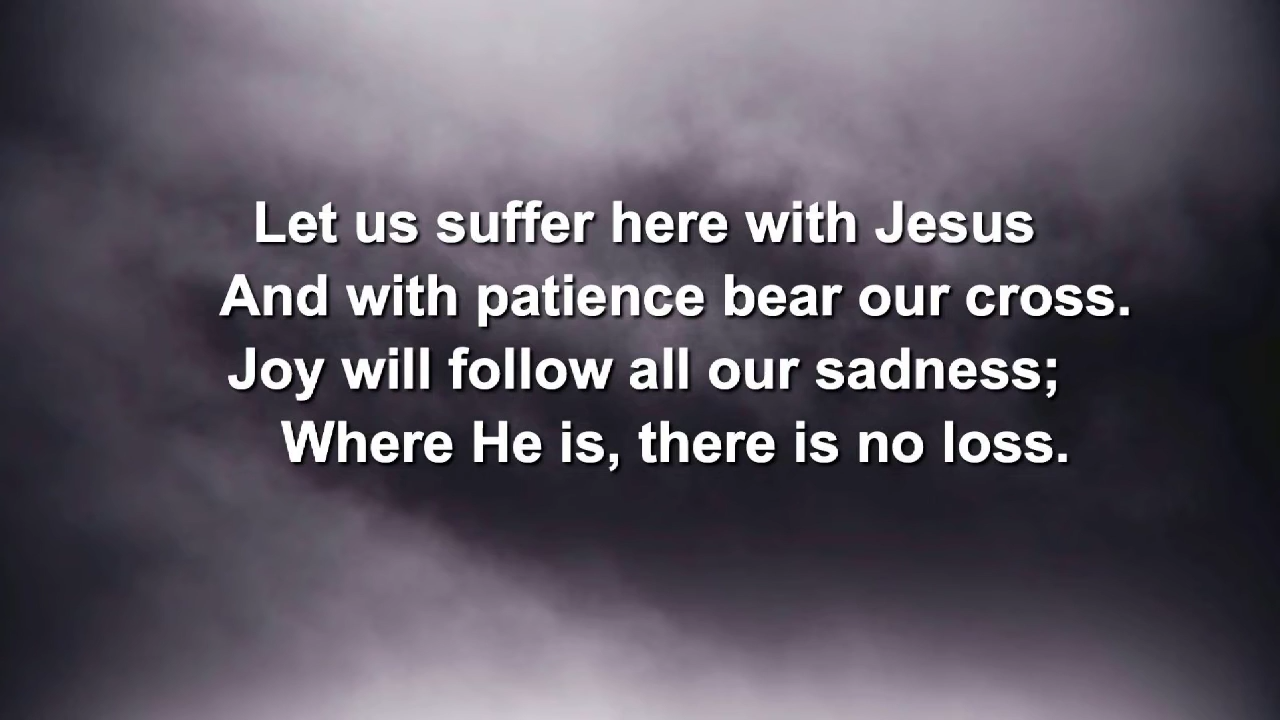 Let us suffer here with Jesus
And with patience bear our cross.
Joy will follow all our sadness;
Where He is, there is no loss.